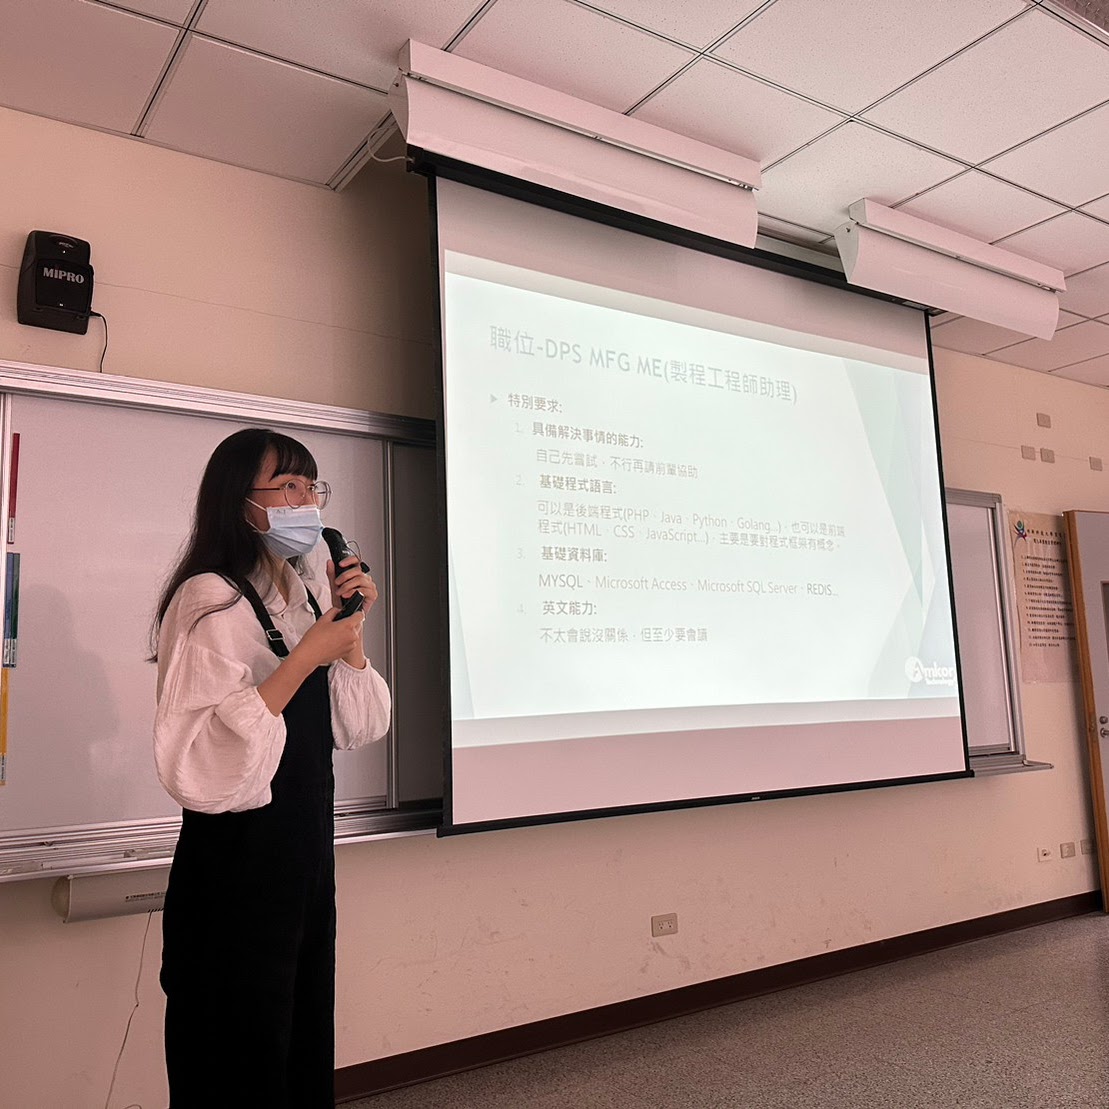 MIPRO
職位-DPS MFG ME(製程工程師助理)
特別要求:
1. 具備解決事情的能力:
自己先嘗試，不行再請前輩協助
2. 基礎程式語言:
可以是後端程式(PHP、Java、Python、Golang...)，也可以是前端
程式(HTML、CSS、JavaScript...)，主要是要對程式框架有概念。
3. 基礎資料庫:
MYSQL、Microsoft Access、Microsoft SQL Server、REDIS...
4. 英文能力:
不太會說沒關係，但至少要會讀
Amkor
Technology